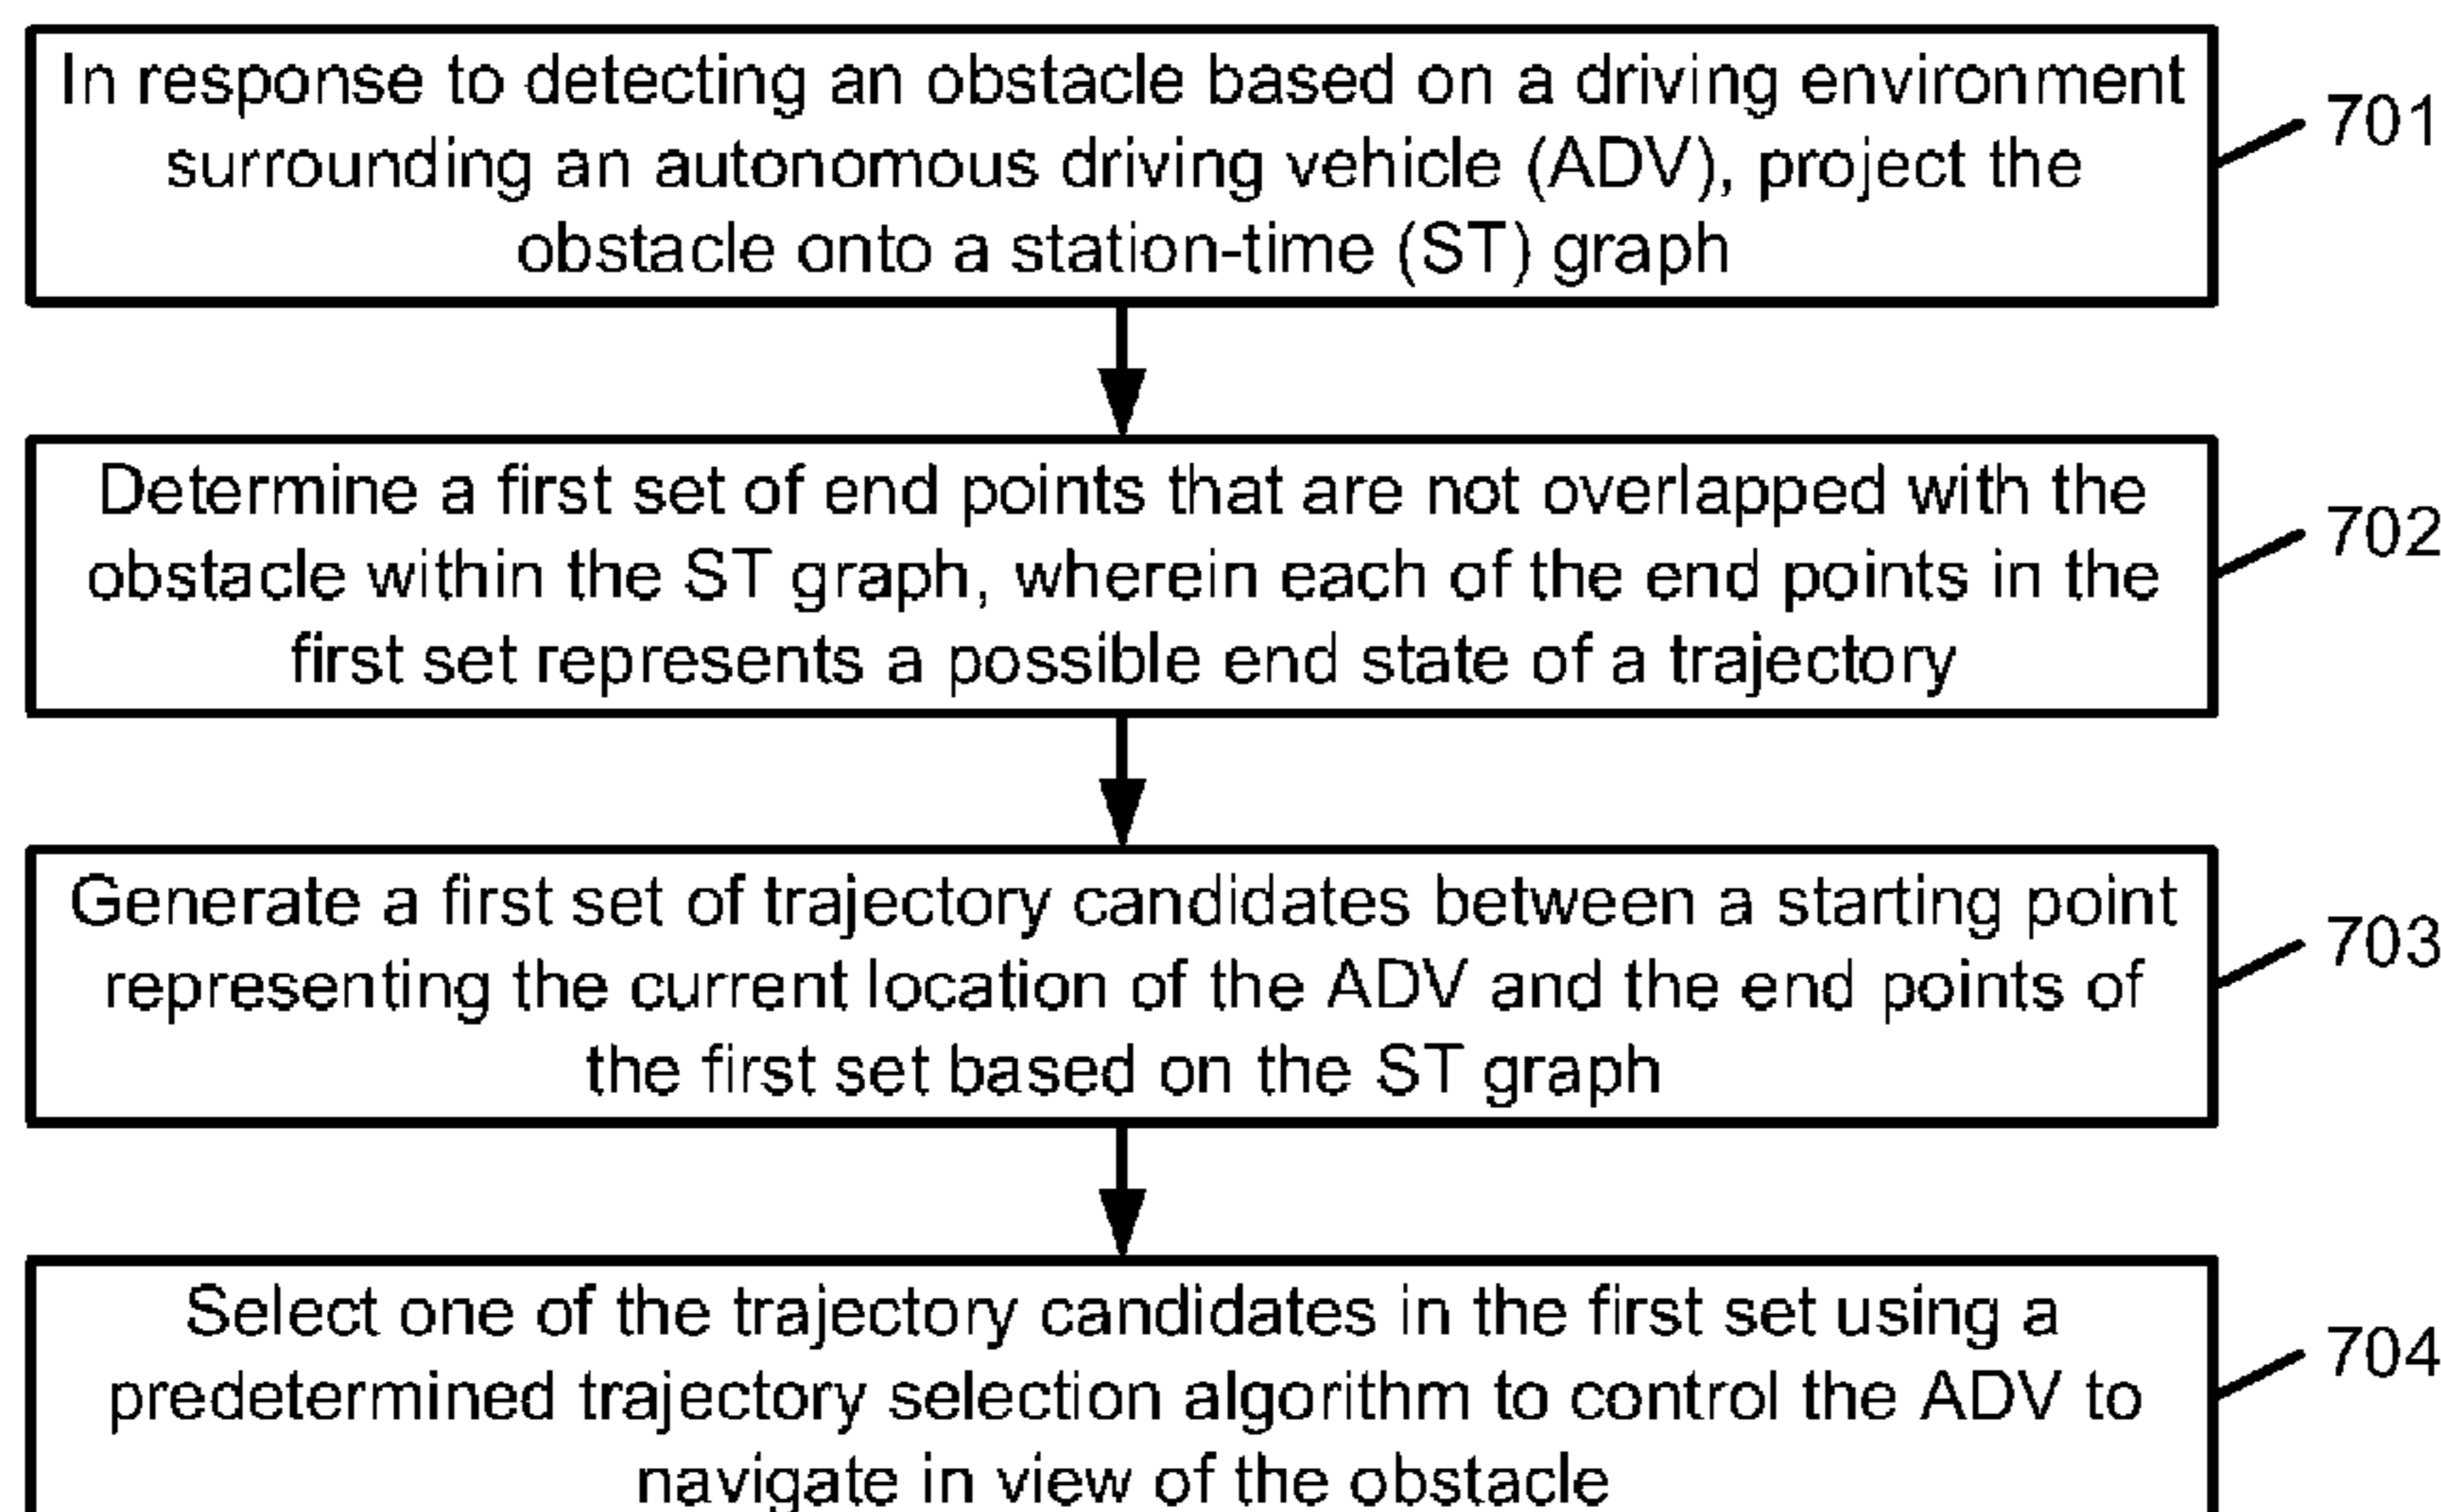 In response to detecting an obstacle based on a driving environment
surrounding an autonomous driving vehicle (ADV), project the
obstacle onto a station-time (ST) graph
701
Determine a first set of end points that are not overlapped with the
obstacle within the ST graph, wherein each of the end points in the
first set represents a possible end state of a trajectory
702
Generate a first set of trajectory candidates between a starting point
representing the current location of the ADV and the end points of
the first set based on the ST graph
703
Select one of the trajectory candidates in the first set using a
predetermined trajectory selection algorithm to control the ADV to
navigate in view of the obstacle
704